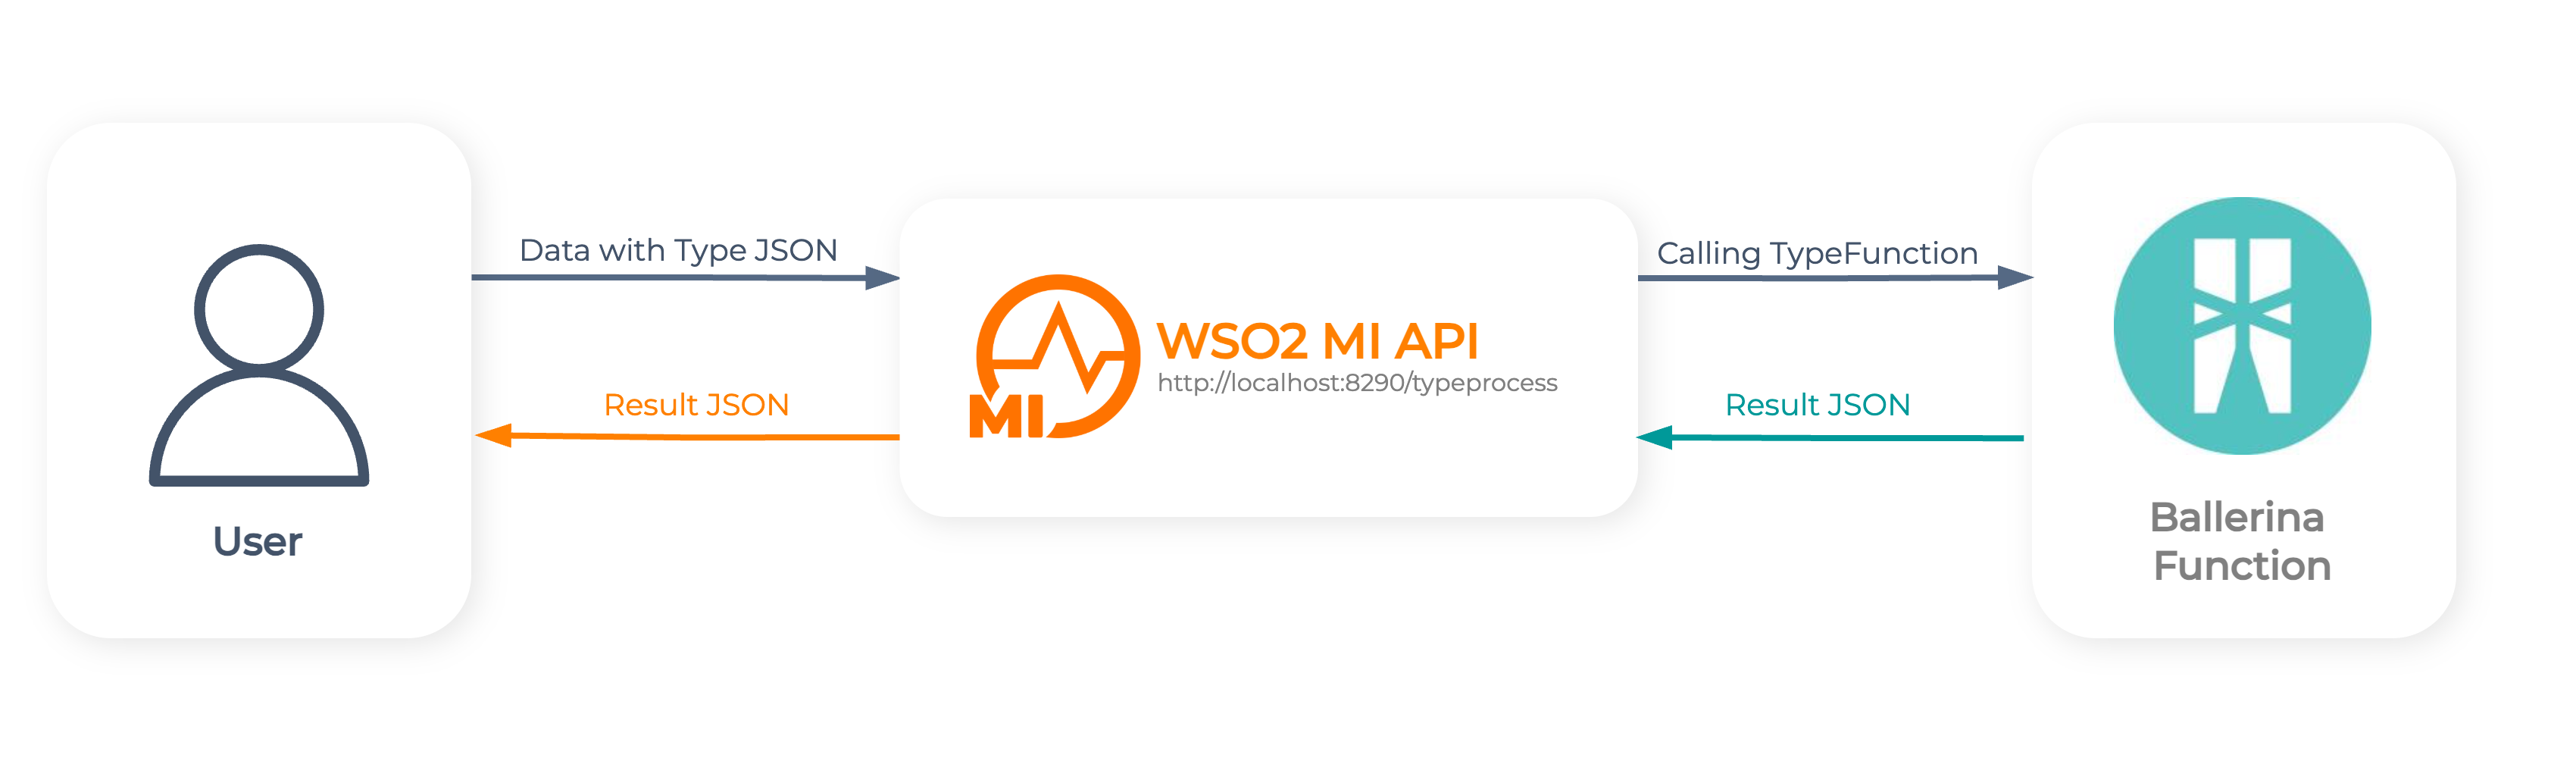 Data with Type JSON
Calling TypeFunction
WSO2 MI API
http://localhost:8290/typeprocess
MI
Result JSON
Result JSON
User
Ballerina
Function